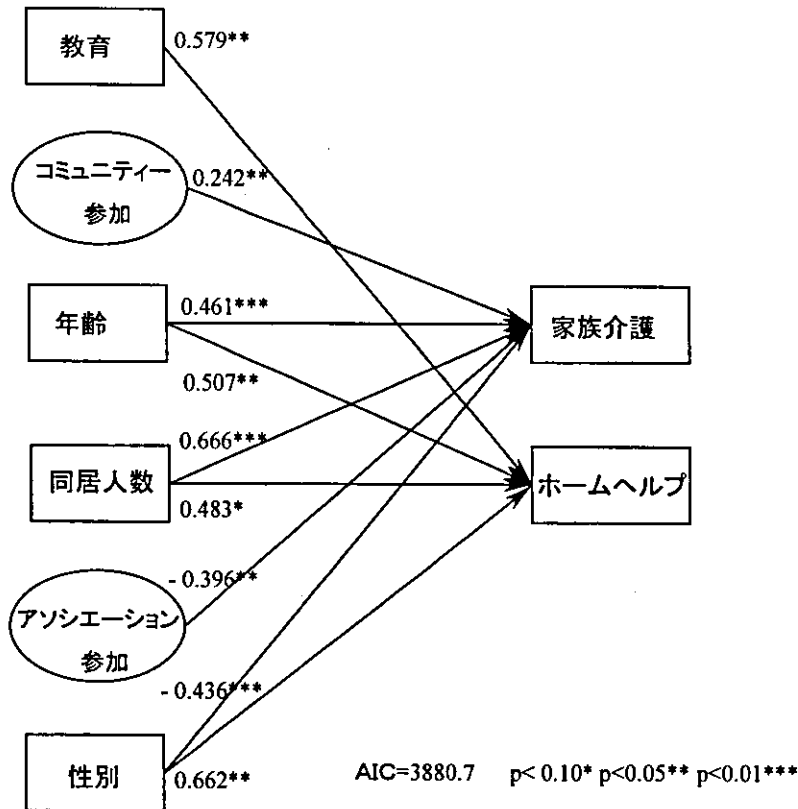 教育
0.579**
コミュニティー
参加
0.242**
年齢
0.461***
家族介護
0.507**
0.666***
同居人数
ホームヘルプ
0.483*
- 0.396**
アソシエーション
参加
- 0.436***
性別
0.662**
AIC=3880.7 p< 0.10* p<0.05** p<0.01***